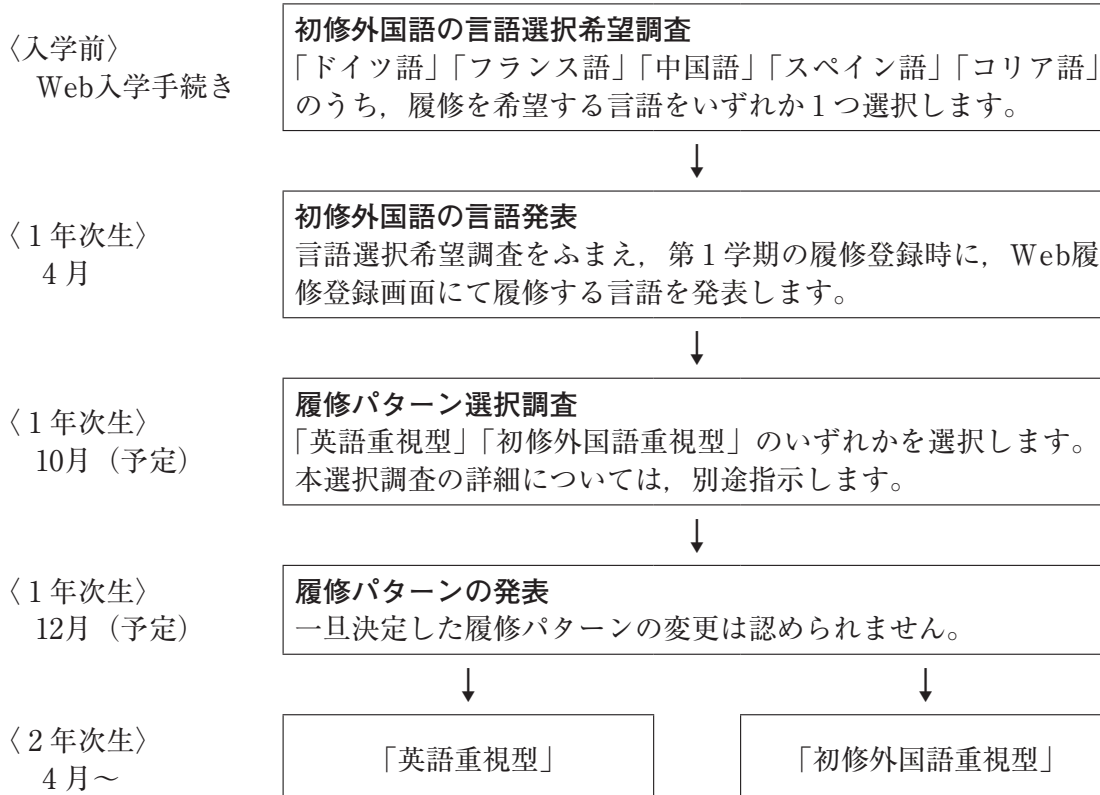 〈入学前〉
Web入学手続き
初修外国語の言語選択希望調査
「ドイツ語」「フランス語」「中国語」「スペイン語」「コリア語」
のうち，履修を希望する言語をいずれか１つ選択します。
〈１年次生〉
４月
初修外国語の言語発表
言語選択希望調査をふまえ，第１学期の履修登録時に，Web履
修登録画面にて履修する言語を発表します。
〈１年次生〉
10月（予定）
履修パターン選択調査
「英語重視型」「初修外国語重視型」のいずれかを選択します。
本選択調査の詳細については，別途指示します。
〈１年次生〉
12月（予定）
履修パターンの発表
一旦決定した履修パターンの変更は認められません。
〈２年次生〉
４月～
「英語重視型」
「初修外国語重視型」